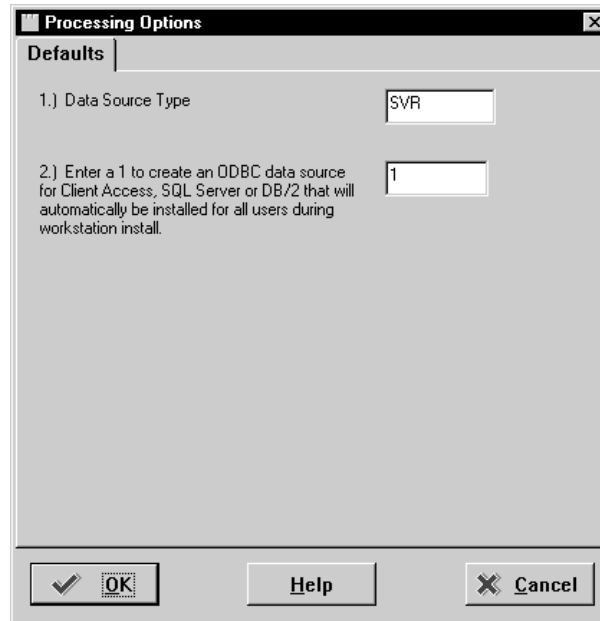 Processing Options
Defaults
1.) Data Source Type
SVR
2.) Enter a 1 to create an ODBC data source
for Client Access, SQL Server or DB/2 that will
automatically be installed for all users during
workstation install.
1
OK
Help
Cancel